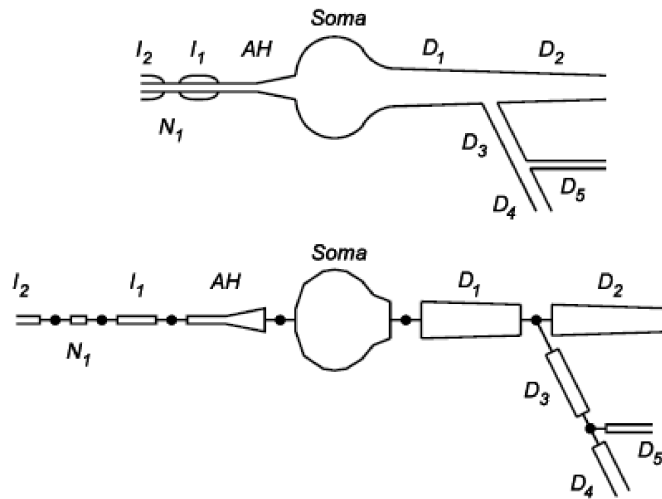 Soma
I2 I1 AH D1 D2
N1 D3
D5
D4
Soma
I2 I1 AH D1 D2
N1
D3
D5
D4